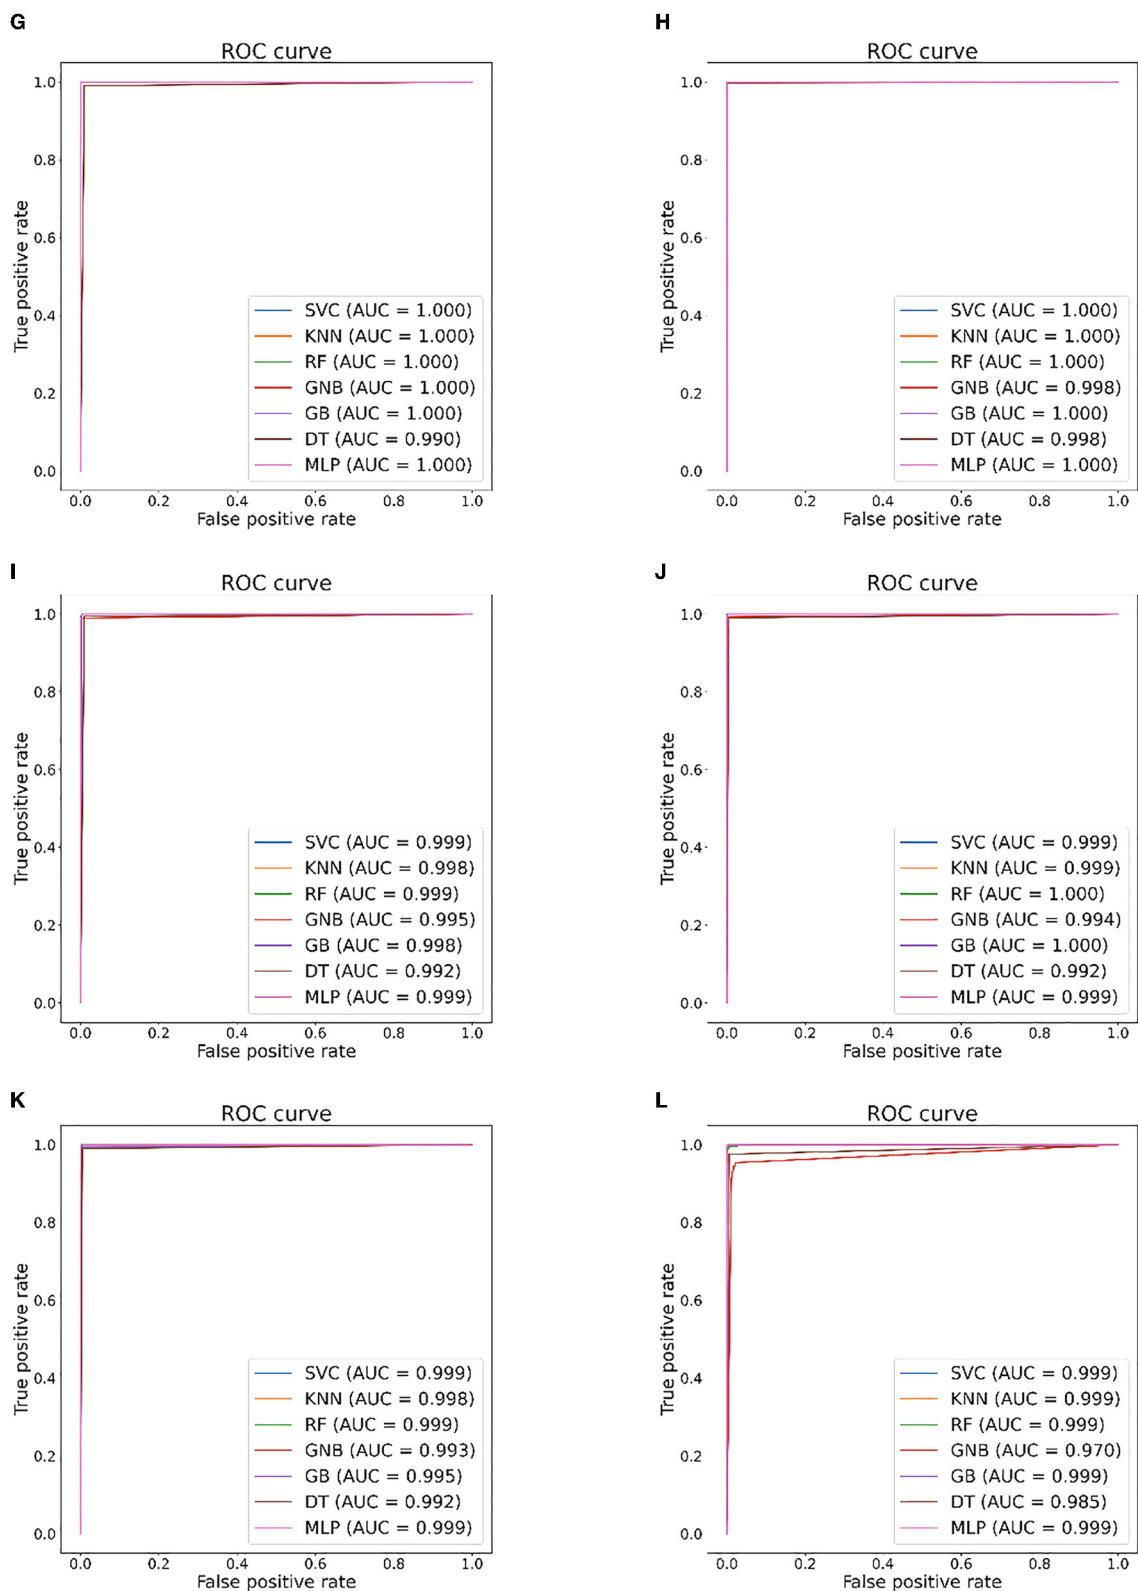 G
ROC curve
1.0
0.8
0.6
0.4
0.2
0.0
True positive rate
SVC (AUC = 1.000)
KNN (AUC = 1.000)
RF (AUC = 1.000)
GNB (AUC = 1.000)
GB (AUC = 1.000)
DT (AUC = 0.990)
MLP (AUC = 1.000)
0.0 0.2 0.4 0.6 0.8 1.0
False positive rate
H
ROC curve
1.0
0.8
0.6
0.4
0.2
0.0
True positive rate
SVC (AUC = 1.000)
KNN (AUC = 1.000)
RF (AUC = 1.000)
GNB (AUC = 0.998)
GB (AUC = 1.000)
DT (AUC = 0.998)
MLP (AUC = 1.000)
0.0 0.2 0.4 0.6 0.8 1.0
False positive rate
I
ROC curve
1.0
0.8
0.6
0.4
0.2
0.0
True positive rate
SVC (AUC = 0.999)
KNN (AUC = 0.998)
RF (AUC = 0.999)
GNB (AUC = 0.995)
GB (AUC = 0.998)
DT (AUC = 0.992)
MLP (AUC = 0.999)
0.0 0.2 0.4 0.6 0.8 1.0
False positive rate
J
ROC curve
1.0
0.8
0.6
0.4
0.2
0.0
True positive rate
SVC (AUC = 0.999)
KNN (AUC = 0.999)
RF (AUC = 1.000)
GNB (AUC = 0.994)
GB (AUC = 1.000)
DT (AUC = 0.992)
MLP (AUC = 0.999)
0.0 0.2 0.4 0.6 0.8 1.0
False positive rate
K
ROC curve
1.0
0.8
0.6
0.4
0.2
0.0
True positive rate
SVC (AUC = 0.999)
KNN (AUC = 0.998)
RF (AUC = 0.999)
GNB (AUC = 0.993)
GB (AUC = 0.995)
DT (AUC = 0.992)
MLP (AUC = 0.999)
0.0 0.2 0.4 0.6 0.8 1.0
False positive rate
L
ROC curve
1.0
0.8
0.6
0.4
0.2
0.0
True positive rate
SVC (AUC = 0.999)
KNN (AUC = 0.999)
RF (AUC = 0.999)
GNB (AUC = 0.970)
GB (AUC = 0.999)
DT (AUC = 0.985)
MLP (AUC = 0.999)
0.0 0.2 0.4 0.6 0.8 1.0
False positive rate